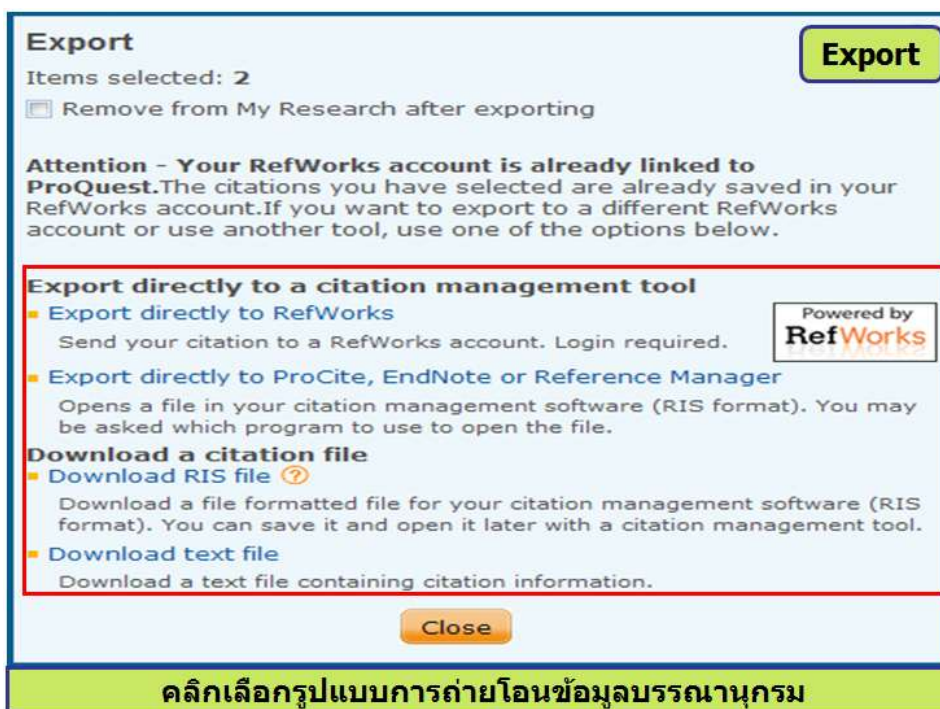 Export
Export
Items selected: 2
Remove from My Research after exporting
Attention - Your RefWorks account is already linked to
ProQuest.The citations you have selected are already saved in your
RefWorks account.If you want to export to a different RefWorks
account or use another tool, use one of the options below.
Export directly to a citation management tool
Export directly to RefWorks
Powered by
RefWorks
Send your citation to a RefWorks account. Login required.
Export directly to ProCite, EndNote or Reference Manager
Opens a file in your citation management software (RIS format). You may
be asked which program to use to open the file.
Download a citation file
Download RIS file ?
Download a file formatted file for your citation management software (RIS
format). You can save it and open it later with a citation management tool.
Download text file
Download a text file containing citation information.
Close
คลิกเลือกรูปแบบการถ่ายโอนข้อมูลบรรณานุกรม